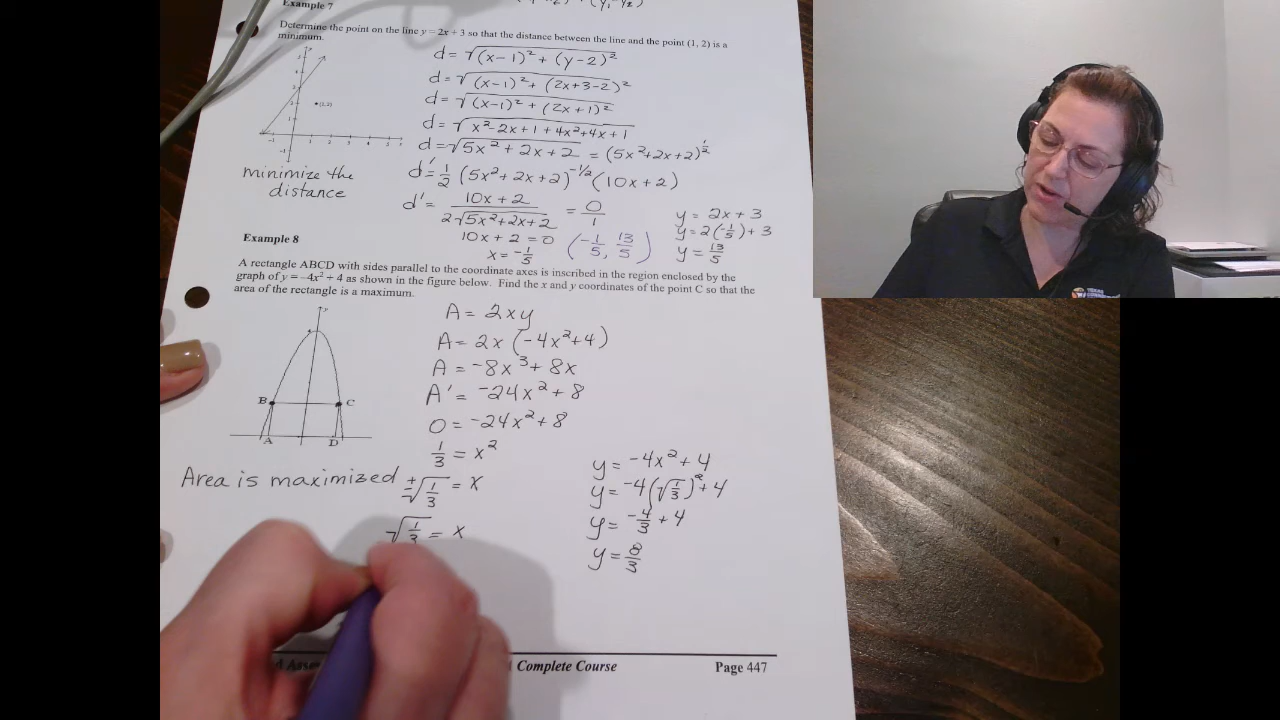 Example 7
Determine the point on the line y = 2x + 3 so that the distance between the line and the point (1, 2) is a
minimum.
(1,2)
d = √(x-1)² + (y-2)²
d = √(x-1)² + (2x+3-2)²
d = √(x-1)² + (2x+1)²
d = √x²-2x+1 + 4x²+4x+1
d = √5x² + 2x + 2 = (5x²+2x+2)^1/2
minimize the
distance
d' = 1/2 (5x²+2x+2)^-1/2 (10x+2)
d' = 10x+2 / 2√5x²+2x+2 = 0/1
10x + 2 = 0
x = -1/5
(-1/5, 13/5)
y = 2x + 3
y = 2(-1/5) + 3
y = 13/5
Example 8
A rectangle ABCD with sides parallel to the coordinate axes is inscribed in the region enclosed by the
graph of y = -4x² + 4 as shown in the figure below. Find the x and y coordinates of the point C so that the
area of the rectangle is a maximum.
y
B C
A D
A = 2xy
A = 2x (-4x²+4)
A = -8x³ + 8x
A' = -24x² + 8
0 = -24x² + 8
1/3 = x²
Area is maximized
±√1/3 = x
√1/3 = x
y = -4x² + 4
y = -4(√1/3)² + 4
y = -4/3 + 4
y = 8/3
Complete Course
Page 447
TEXAS